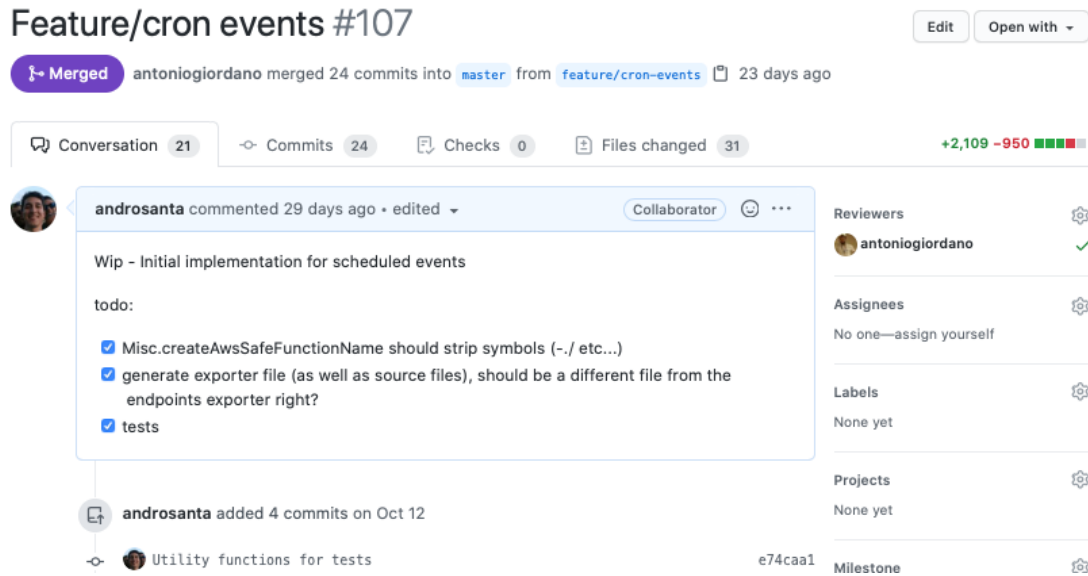 Feature/cron events #107
Edit
Open with
Merged
antoniogiordano merged 24 commits into master from feature/cron-events 23 days ago
Conversation 21
Commits 24
Checks 0
Files changed 31
+2,109 −950
androsanta commented 29 days ago • edited
Collaborator
Wip - Initial implementation for scheduled events
todo:
Misc.createAwsSafeFunctionName should strip symbols (-./ etc...)
generate exporter file (as well as source files), should be a different file from the
endpoints exporter right?
tests
androsanta added 4 commits on Oct 12
Utility functions for tests
e74caa1
Reviewers
antoniogiordano
Assignees
No one—assign yourself
Labels
None yet
Projects
None yet
Milestone